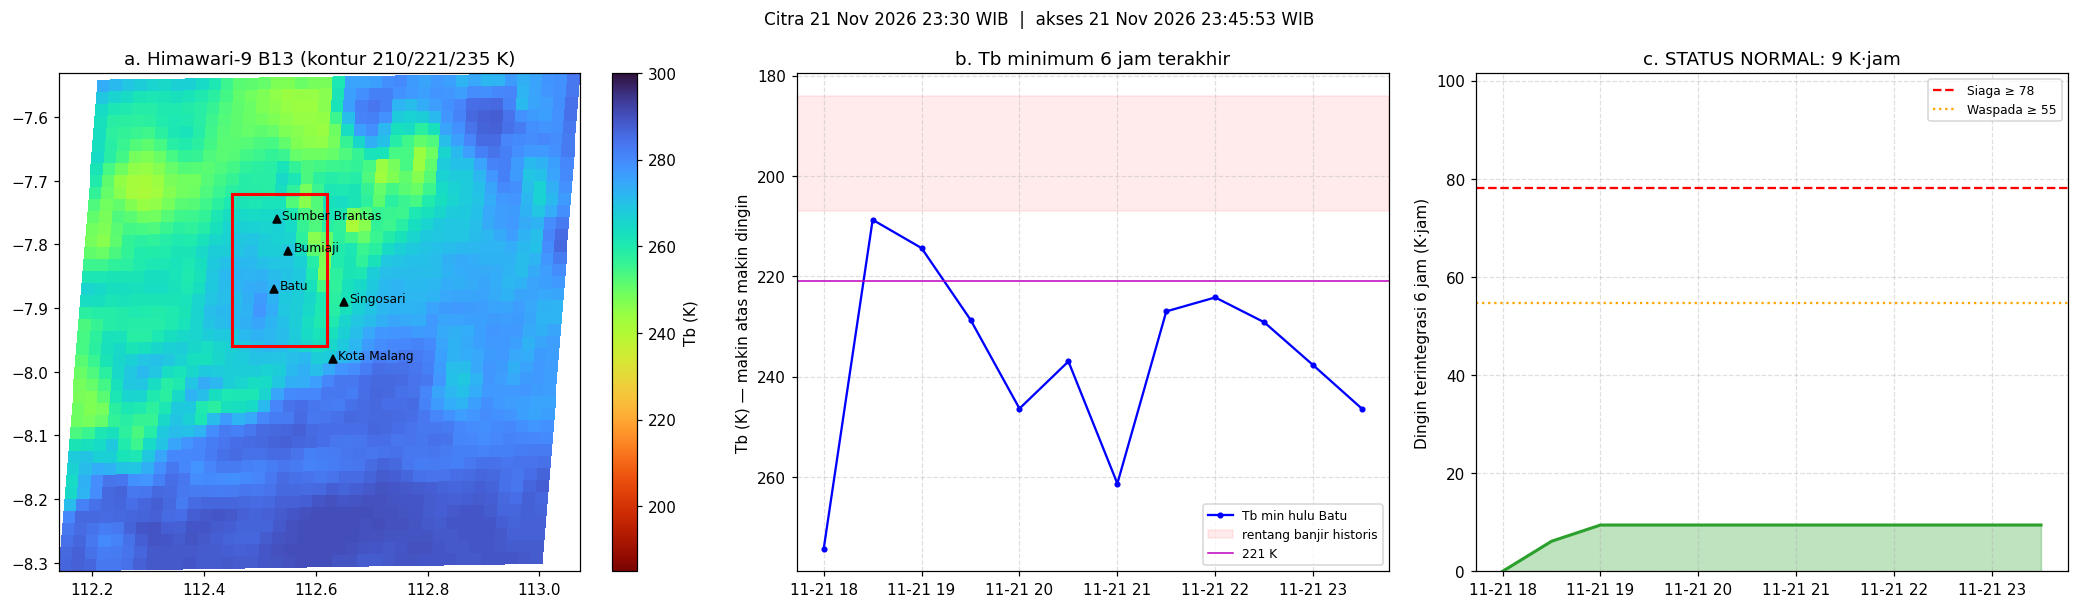 Citra 21 Nov 2026 23:30 WIB | akses 21 Nov 2026 23:45:53 WIB
a. Himawari-9 B13 (kontur 210/221/235 K)
−7.6
−7.7
−7.8
−7.9
−8.0
−8.1
−8.2
−8.3
112.2
112.4
112.6
112.8
113.0
Sumber Brantas
Bumiaji
Batu
Singosari
Kota Malang
300
280
260
240
220
200
Tb (K)
b. Tb minimum 6 jam terakhir
Tb (K) — makin atas makin dingin
180
200
220
240
260
11-21 18
11-21 19
11-21 20
11-21 21
11-21 22
11-21 23
Tb min hulu Batu
rentang banjir historis
221 K
c. STATUS NORMAL: 9 K·jam
Dingin terintegrasi 6 jam (K·jam)
100
80
60
40
20
0
11-21 18
11-21 19
11-21 20
11-21 21
11-21 22
11-21 23
Siaga ≥ 78
Waspada ≥ 55